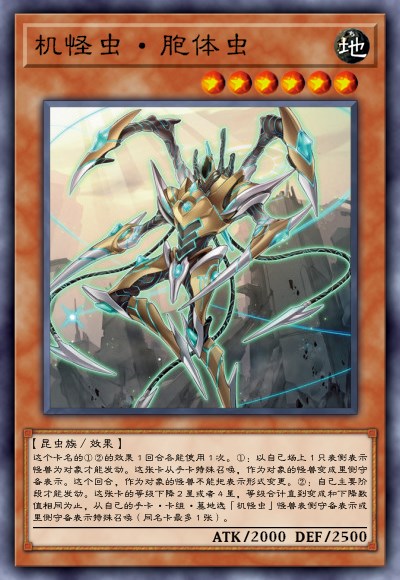 机怪虫·胞体虫
地
【昆虫族/效果】
这个卡名的①②的效果1回合各能使用1次。①：以自己场上1只表侧表示
怪兽为对象才能发动。这张卡从手卡特殊召唤，作为对象的怪兽变成里侧守
备表示。这个回合，作为对象的怪兽不能把表示形式变更。②：自己主要阶
段才能发动。这张卡的等级下降2星或者4星，等级合计直到变成和下降数
值相同为止，从自己的手卡·卡组·墓地选「机怪虫」怪兽表侧守备表示或
里侧守备表示特殊召唤（同名卡最多1张）。
ATK/2000 DEF/2500